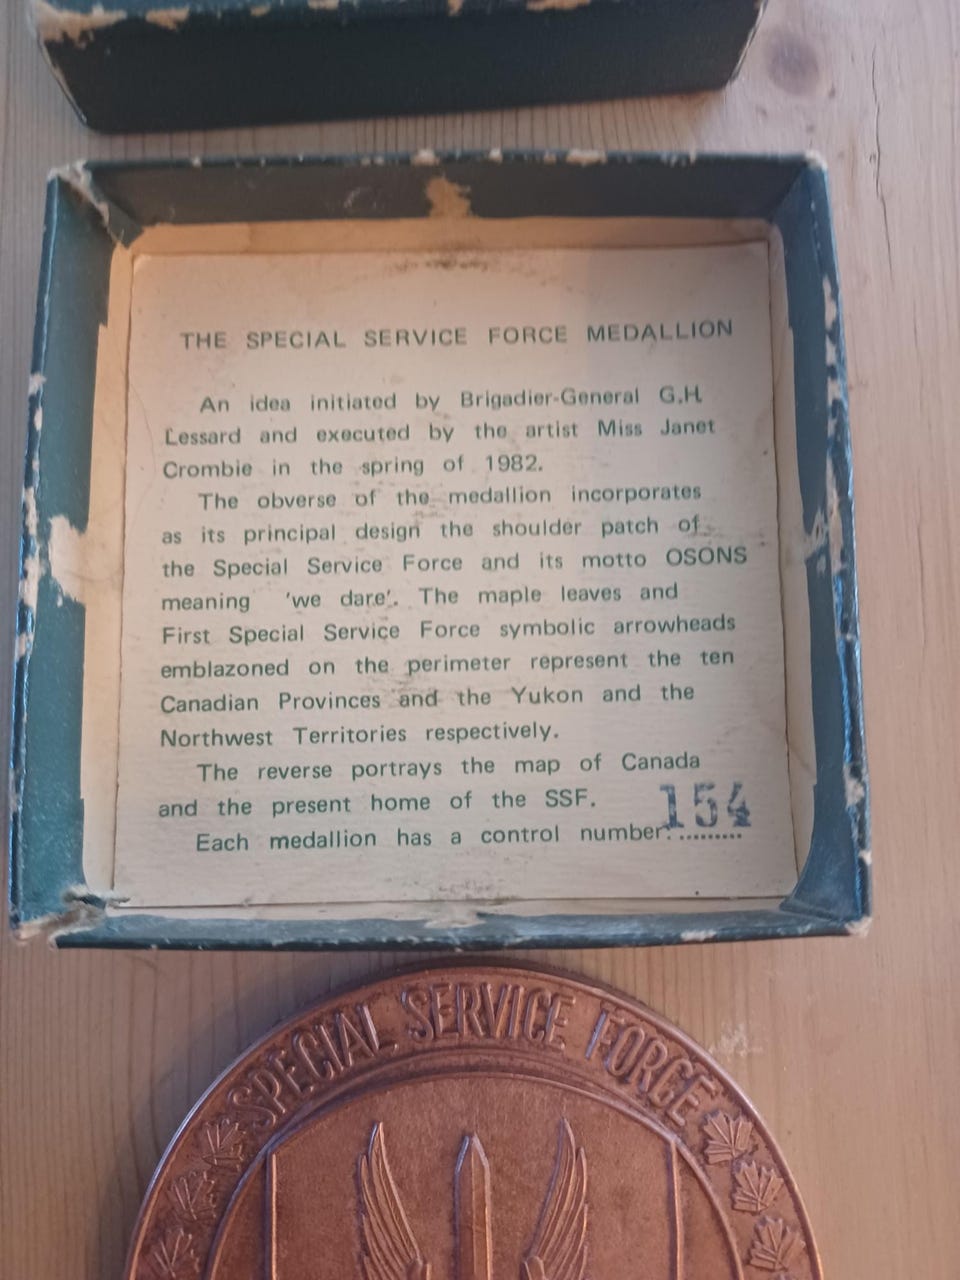 THE SPECIAL SERVICE FORCE MEDALLION
An idea initiated by Brigadier-General G.H.
Lessard and executed by the artist Miss Janet
Crombie in the spring of 1982.
The obverse of the medallion incorporates
as its principal design the shoulder patch of
the Special Service Force and its motto OSONS
meaning 'we dare'. The maple leaves and
First Special Service Force symbolic arrowheads
emblazoned on the perimeter represent the ten
Canadian Provinces and the Yukon and the
Northwest Territories respectively.
The reverse portrays the map of Canada
and the present home of the SSF.
Each medallion has a control number. 154
SPECIAL SERVICE FORCE